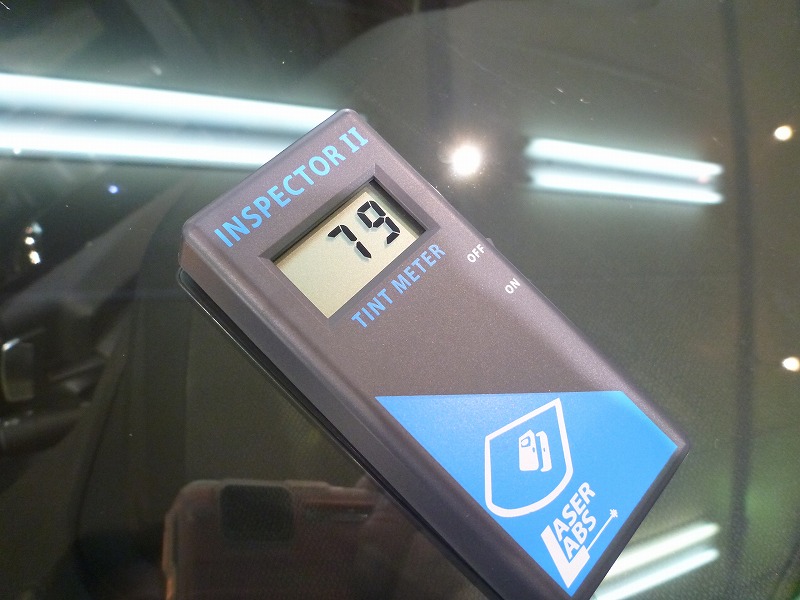 INSPECTOR II
79
TINT METER
OFF
ON
LASER
LABS